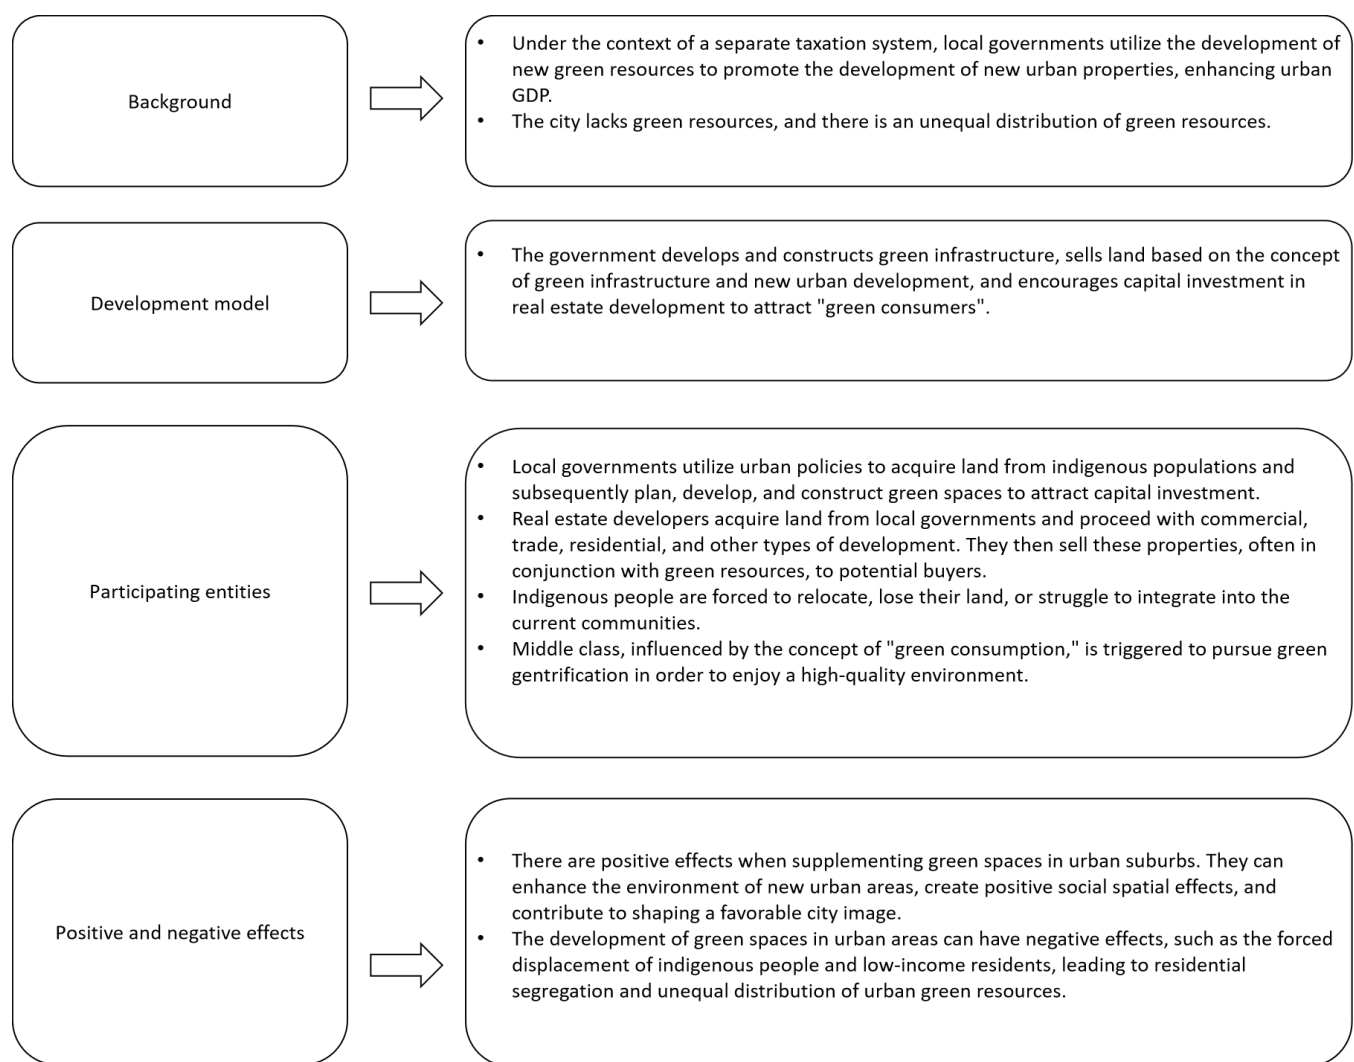 Background
• Under the context of a separate taxation system, local governments utilize the development of
new green resources to promote the development of new urban properties, enhancing urban
GDP.
• The city lacks green resources, and there is an unequal distribution of green resources.
Development model
• The government develops and constructs green infrastructure, sells land based on the concept
of green infrastructure and new urban development, and encourages capital investment in
real estate development to attract "green consumers".
Participating entities
• Local governments utilize urban policies to acquire land from indigenous populations and
subsequently plan, develop, and construct green spaces to attract capital investment.
• Real estate developers acquire land from local governments and proceed with commercial,
trade, residential, and other types of development. They then sell these properties, often in
conjunction with green resources, to potential buyers.
• Indigenous people are forced to relocate, lose their land, or struggle to integrate into the
current communities.
• Middle class, influenced by the concept of "green consumption," is triggered to pursue green
gentrification in order to enjoy a high-quality environment.
Positive and negative effects
• There are positive effects when supplementing green spaces in urban suburbs. They can
enhance the environment of new urban areas, create positive social spatial effects, and
contribute to shaping a favorable city image.
• The development of green spaces in urban areas can have negative effects, such as the forced
displacement of indigenous people and low-income residents, leading to residential
segregation and unequal distribution of urban green resources.